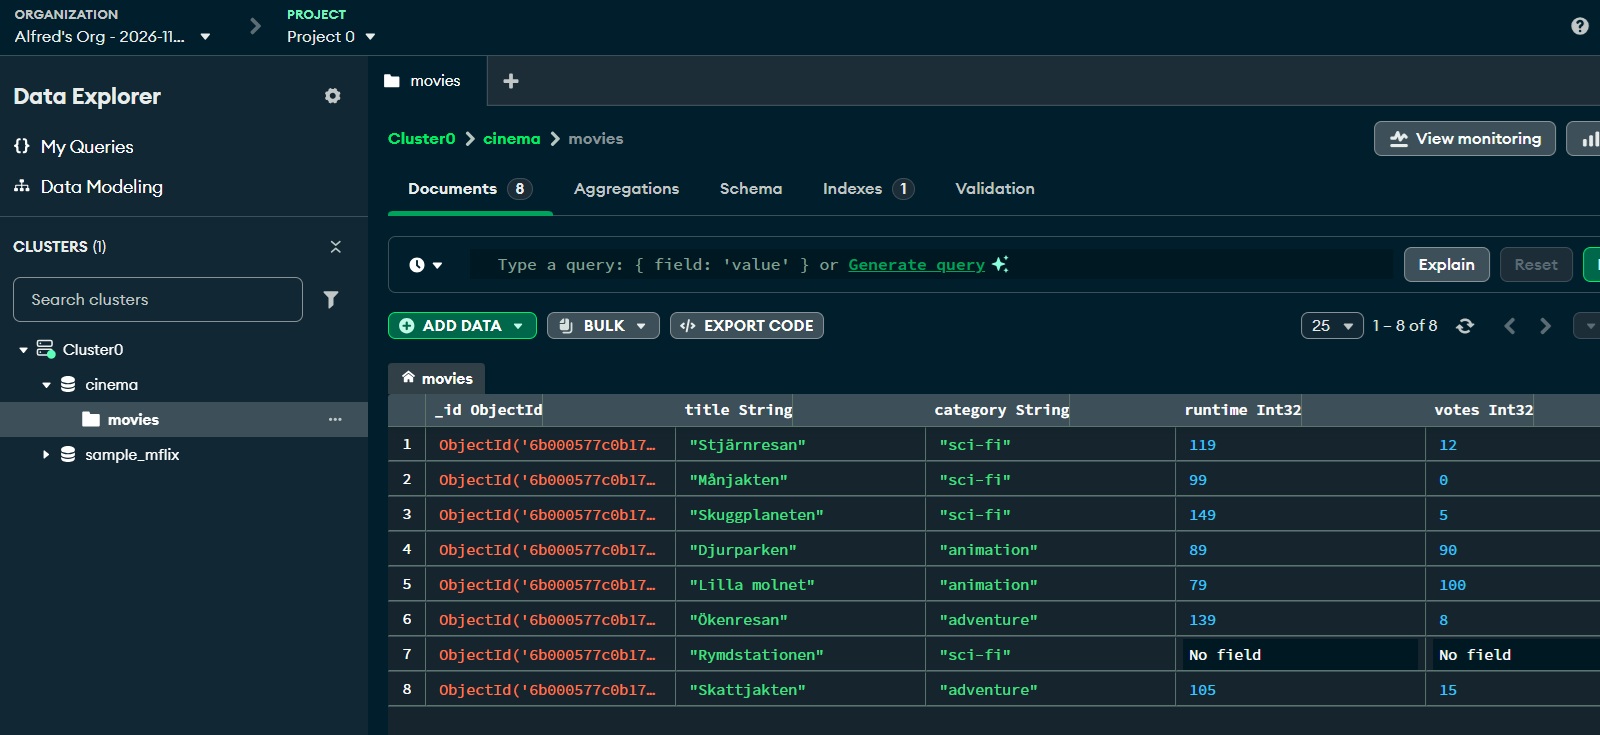 ORGANIZATION
Alfred's Org - 2026-11...
PROJECT
Project 0
Data Explorer
My Queries
Data Modeling
CLUSTERS (1)
Search clusters
Cluster0
cinema
movies
sample_mflix
movies
Cluster0 > cinema > movies
View monitoring
Documents 8 Aggregations Schema Indexes 1 Validation
Type a query: { field: 'value' } or Generate query
Explain Reset
ADD DATA BULK </> EXPORT CODE
25 1 – 8 of 8
movies
_id ObjectId title String category String runtime Int32 votes Int32
1 ObjectId('6b000577c0b17… "Stjärnresan" "sci-fi" 119 12
2 ObjectId('6b000577c0b17… "Månjakten" "sci-fi" 99 0
3 ObjectId('6b000577c0b17… "Skuggplaneten" "sci-fi" 149 5
4 ObjectId('6b000577c0b17… "Djurparken" "animation" 89 90
5 ObjectId('6b000577c0b17… "Lilla molnet" "animation" 79 100
6 ObjectId('6b000577c0b17… "Ökenresan" "adventure" 139 8
7 ObjectId('6b000577c0b17… "Rymdstationen" "sci-fi" No field No field
8 ObjectId('6b000577c0b17… "Skattjakten" "adventure" 105 15